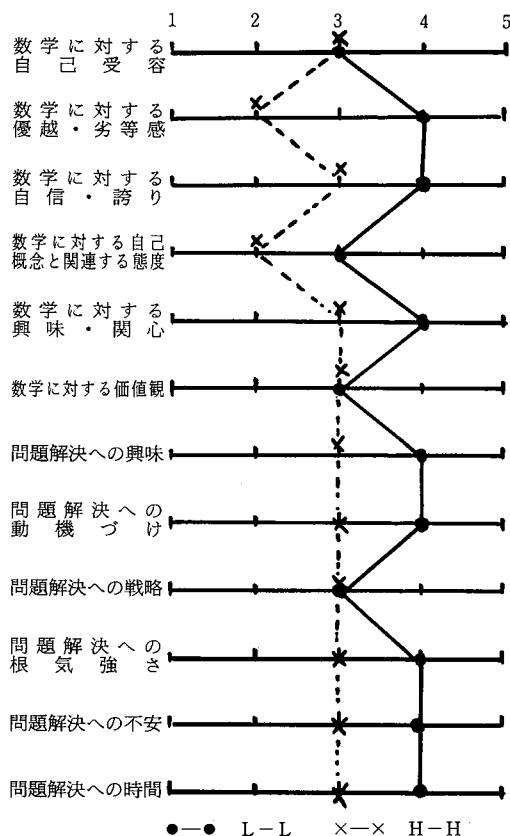 1 2 3 4 5
数学に対する
自己受容
数学に対する
優越・劣等感
数学に対する
自信・誇り
数学に対する自己
概念と関連する態度
数学に対する
興味・関心
数学に対する価値観
問題解決への興味
問題解決への
動機づけ
問題解決への戦略
問題解決への
根気強さ
問題解決への不安
問題解決への時間
●—● L-L ×—× H-H